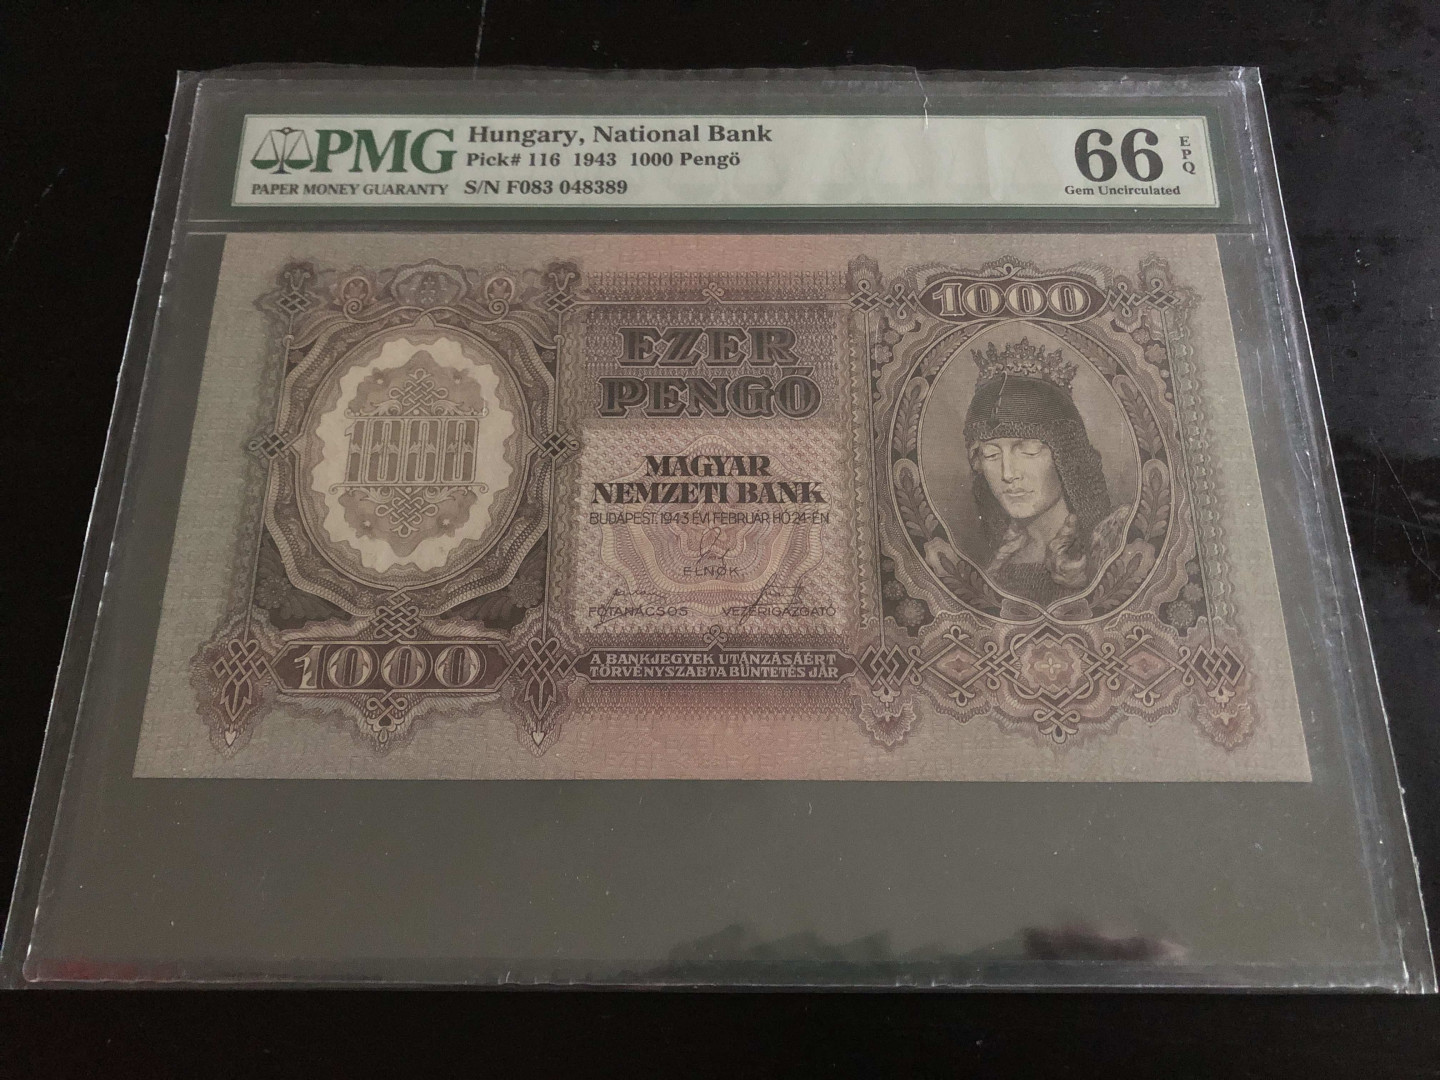 PMG
PAPER MONEY GUARANTY
Hungary, National Bank
Pick# 116 1943 1000 Pengö
S/N F083 048389
66
EPQ
Gem Uncirculated
1000
EZER
PENGŐ
1000
MAGYAR
NEMZETI BANK
BUDAPEST, 1943 ÉVI FEBRUÁR HÓ 24-ÉN
ELNÖK
FŐTANÁCSOS VEZÉRIGAZGATÓ
1000
A BANKJEGYEK UTÁNZÁSÁÉRT
TÖRVÉNYSZABTA BÜNTETÉS JÁR